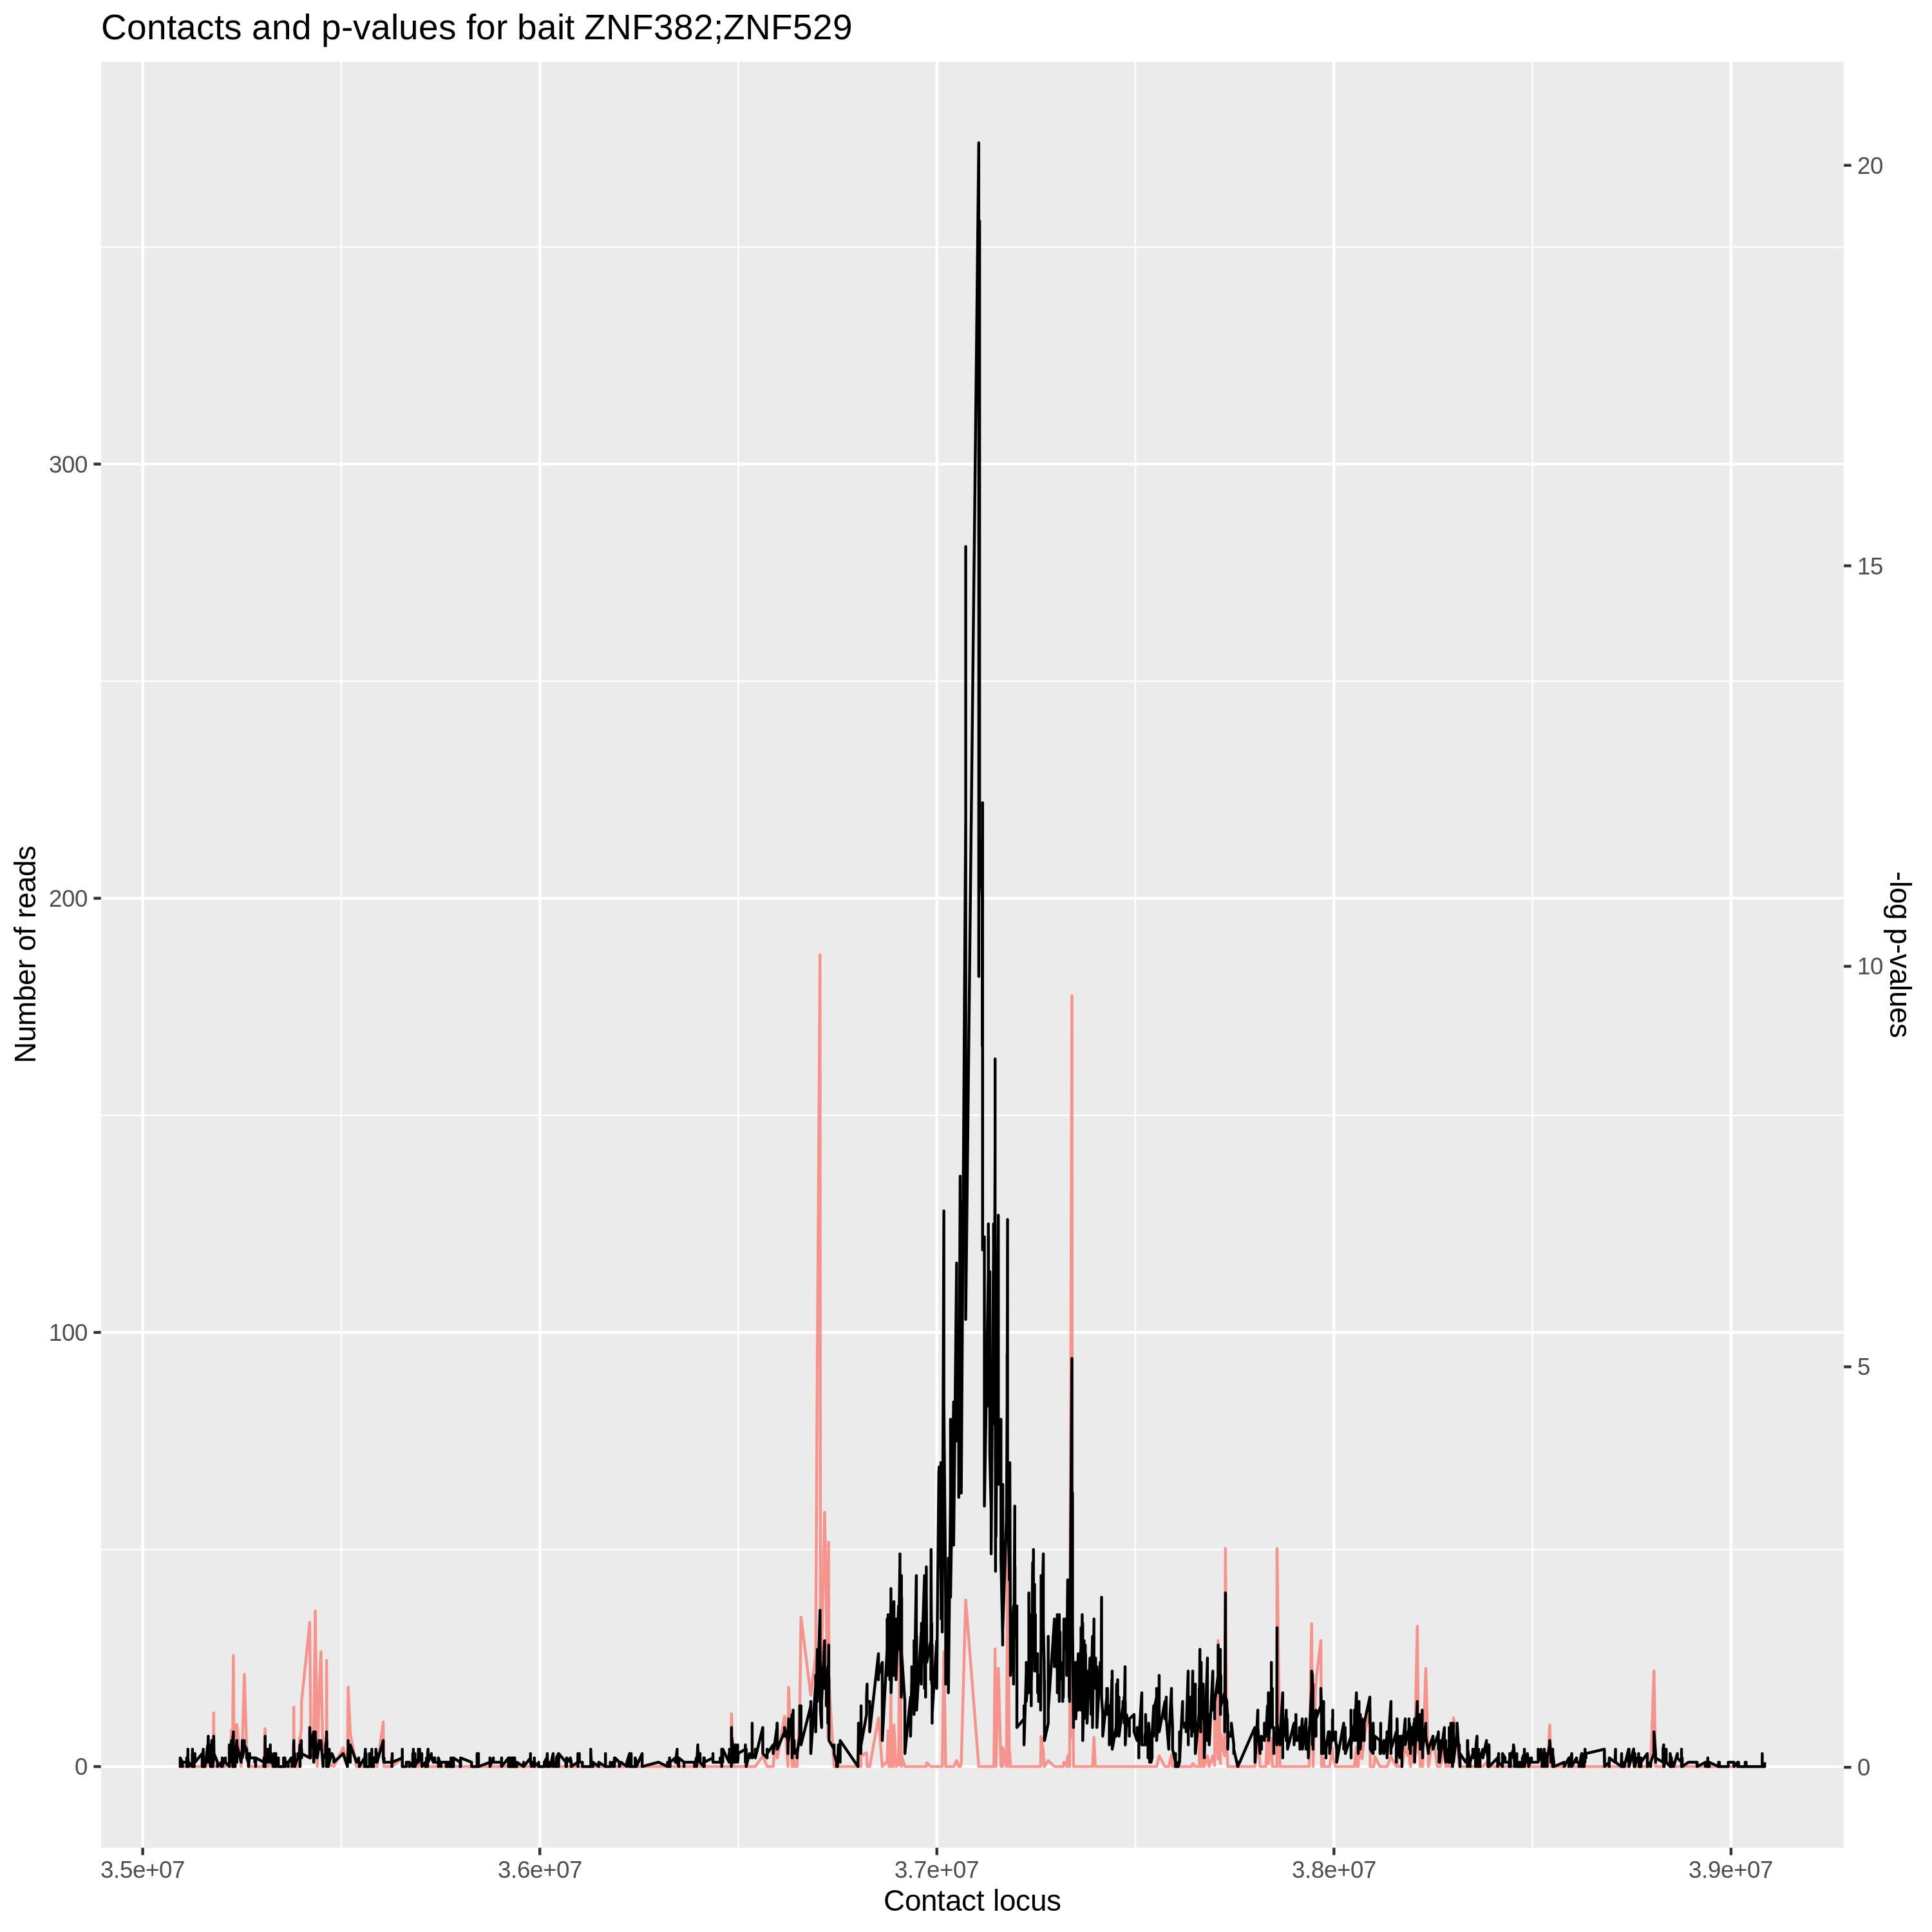 Contacts and p-values for bait ZNF382;ZNF529
Number of reads
300
200
100
0
20
15
10
5
0
-log p-values
3.5e+07 3.6e+07 3.7e+07 3.8e+07 3.9e+07
Contact locus